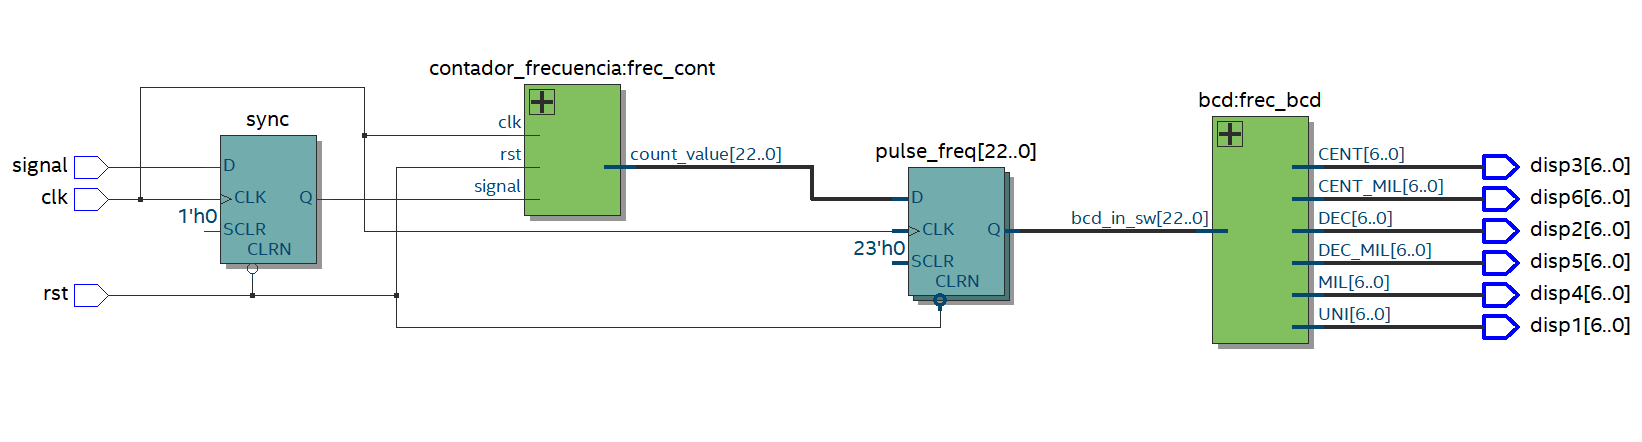 contador_frecuencia:frec_cont
bcd:frec_bcd
sync
clk
rst
signal
count_value[22..0]
pulse_freq[22..0]
signal
clk
rst
D
CLK
Q
1'h0
SCLR
CLRN
D
CLK
Q
23'h0
SCLR
CLRN
bcd_in_sw[22..0]
CENT[6..0]
CENT_MIL[6..0]
DEC[6..0]
DEC_MIL[6..0]
MIL[6..0]
UNI[6..0]
disp3[6..0]
disp6[6..0]
disp2[6..0]
disp5[6..0]
disp4[6..0]
disp1[6..0]